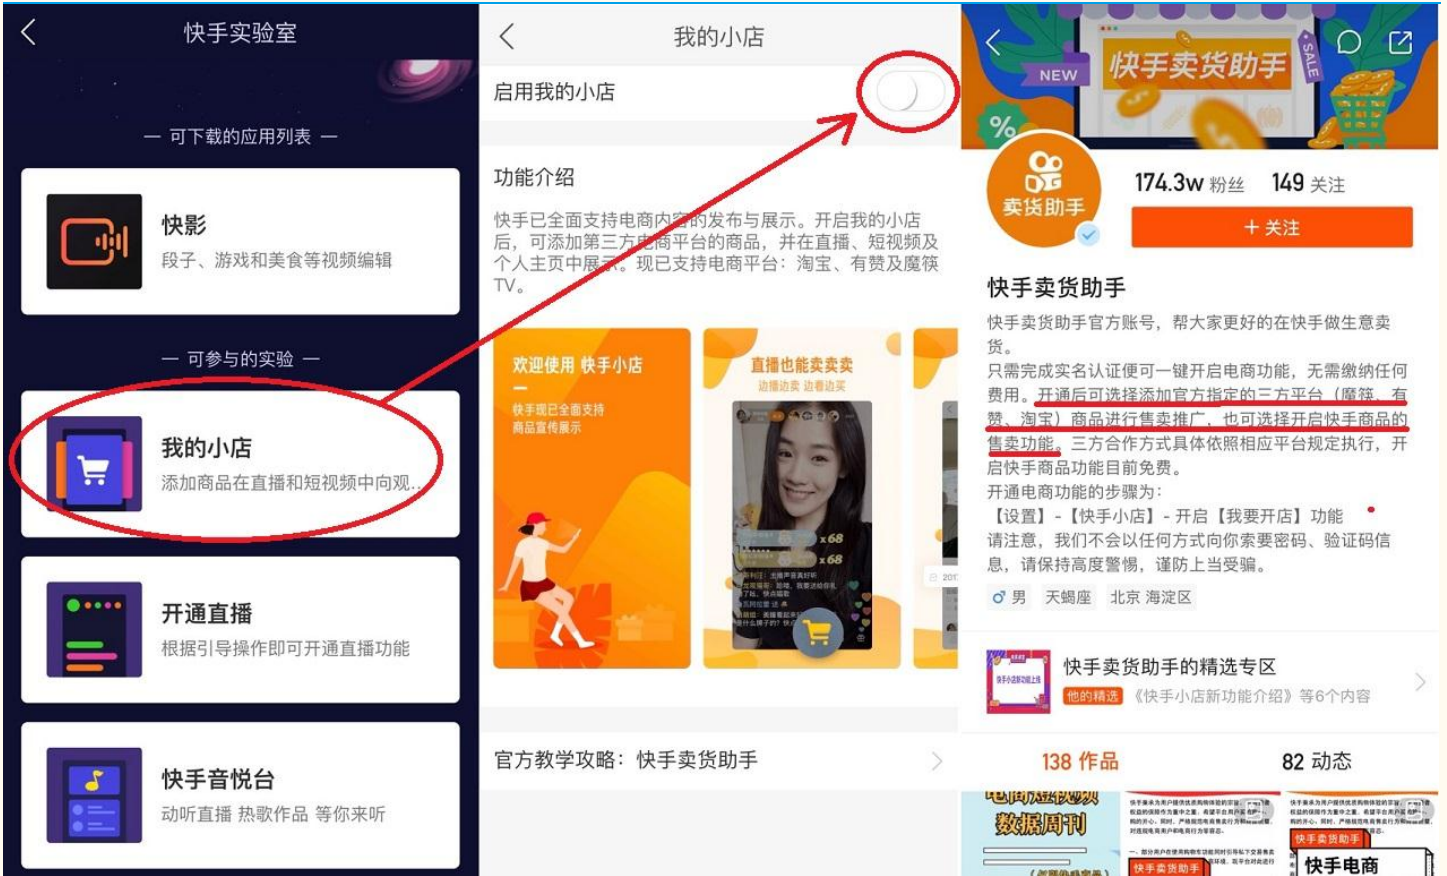 快手实验室
— 可下载的应用列表 —
快影
段子、游戏和美食等视频编辑
— 可参与的实验 —
我的小店
添加商品在直播和短视频中向观...
开通直播
根据引导操作即可开通直播功能
快手音悦台
动听直播 热歌作品 等你来听
我的小店
启用我的小店
功能介绍
快手已全面支持电商内容的发布与展示。开启我的小店
后，可添加第三方电商平台的商品，并在直播、短视频及
个人主页中展示。现已支持电商平台：淘宝、有赞及魔筷
TV。
欢迎使用 快手小店
快手现已全面支持
商品宣传展示
直播也能卖卖卖
边播边卖 边看边买
x 68
x 68
2017
官方教学攻略：快手卖货助手
NEW
快手卖货助手
SALE
%
卖货助手
174.3w 粉丝 149 关注
+ 关注
快手卖货助手
快手卖货助手官方账号，帮大家更好的在快手做生意卖
货。
只需完成实名认证便可一键开启电商功能，无需缴纳任何
费用。开通后可选择添加官方指定的三方平台（魔筷、有
赞、淘宝）商品进行售卖推广，也可选择开启快手商品的
售卖功能。三方合作方式具体依照相应平台规定执行，开
启快手商品功能目前免费。
开通电商功能的步骤为：
【设置】-【快手小店】- 开启【我要开店】功能
请注意，我们不会以任何方式向你索要密码、验证码信
息，请保持高度警惕，谨防上当受骗。
♂ 男 天蝎座 北京 海淀区
快手小店新功能上线
快手卖货助手的精选专区
他的精选 《快手小店新功能介绍》等6个内容
138 作品 82 动态
电商短视频
数据周刊
快手卖货助手
快手卖货助手
快手电商